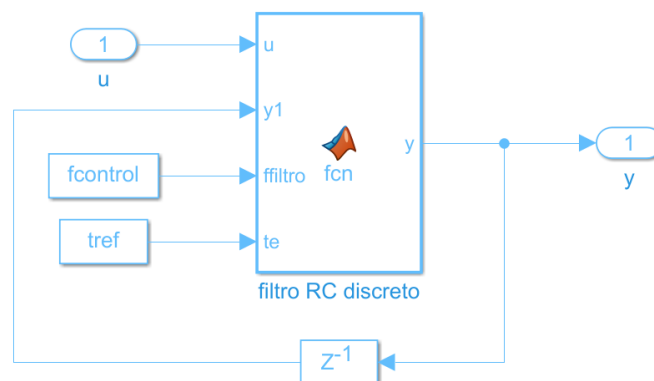 1
u
u
y1
ffiltro
te
fcn
y
fcontrol
tref
1
y
filtro RC discreto
Z-1